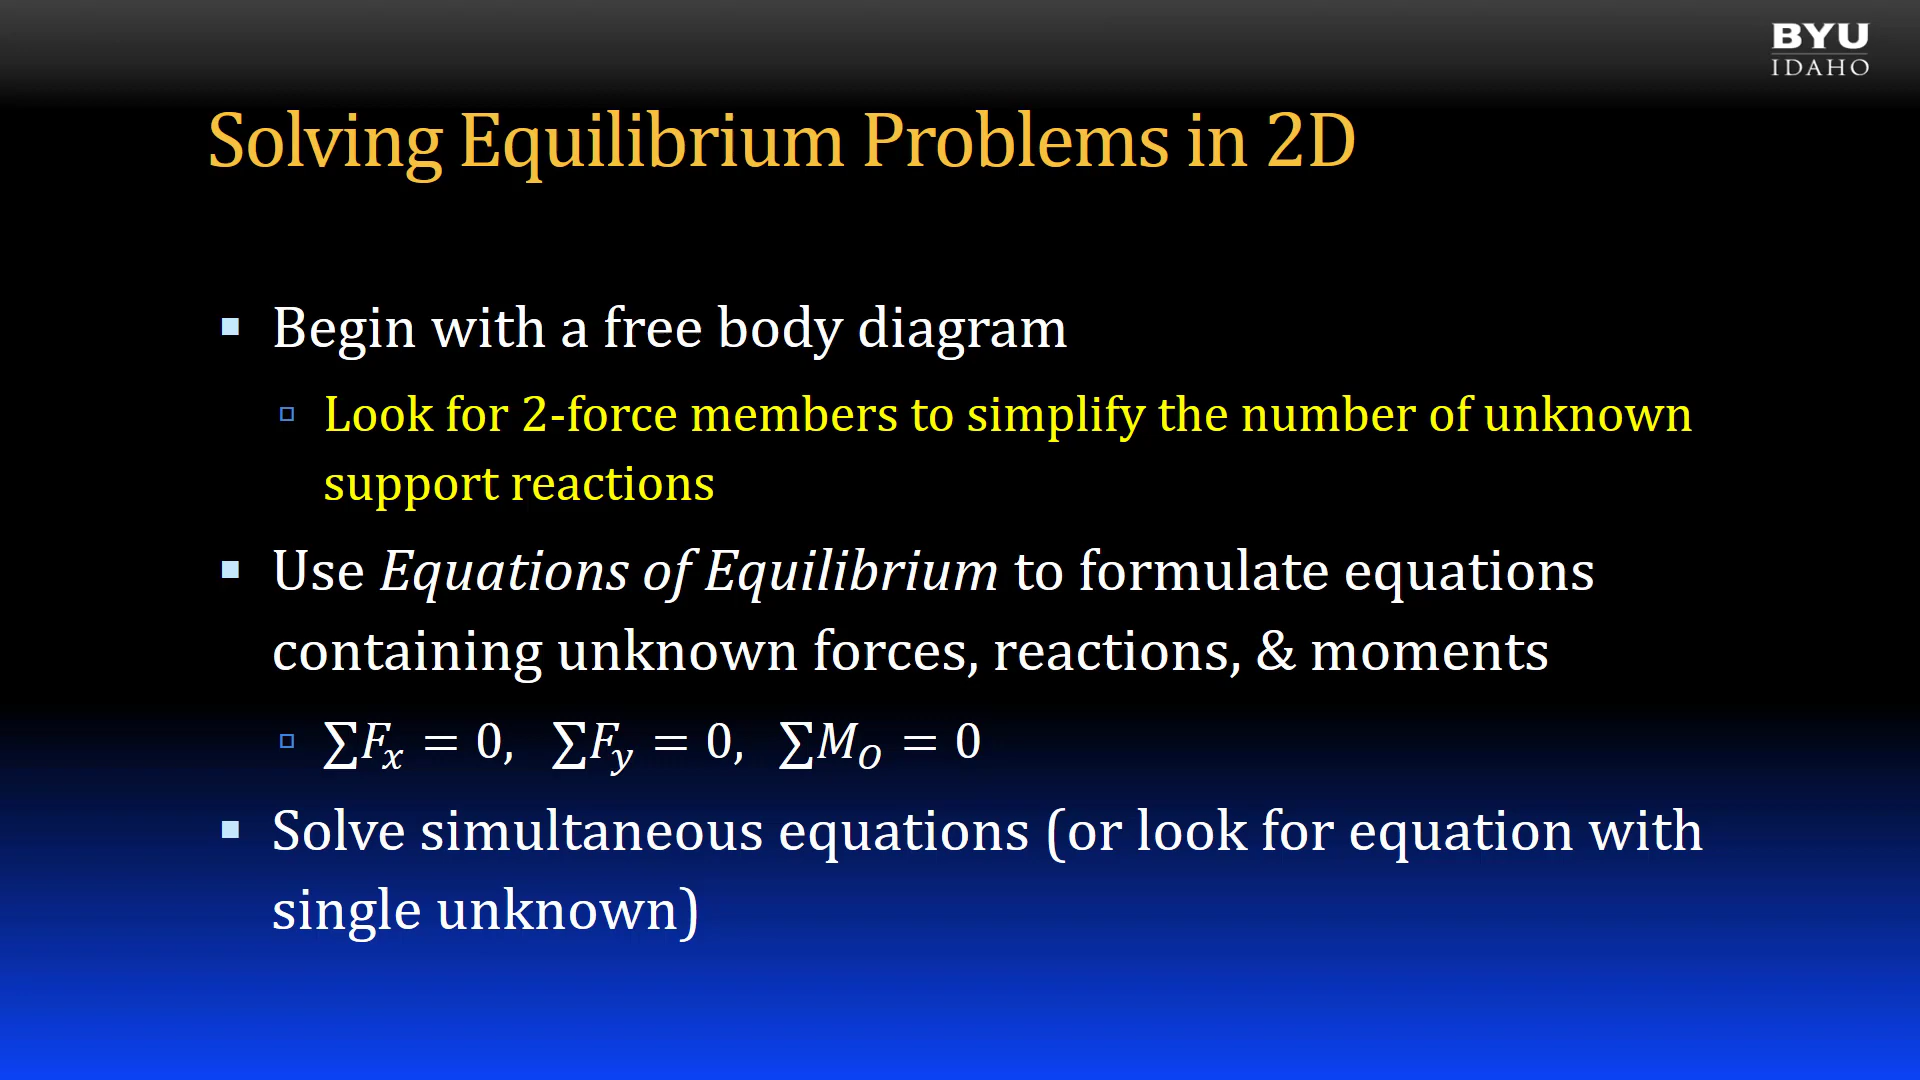 BYU
IDAHO
Solving Equilibrium Problems in 2D
▪ Begin with a free body diagram
▫ Look for 2-force members to simplify the number of unknown
support reactions
▪ Use Equations of Equilibrium to formulate equations
containing unknown forces, reactions, & moments
▫ ∑Fₓ = 0, ∑F_y = 0, ∑M_O = 0
▪ Solve simultaneous equations (or look for equation with
single unknown)